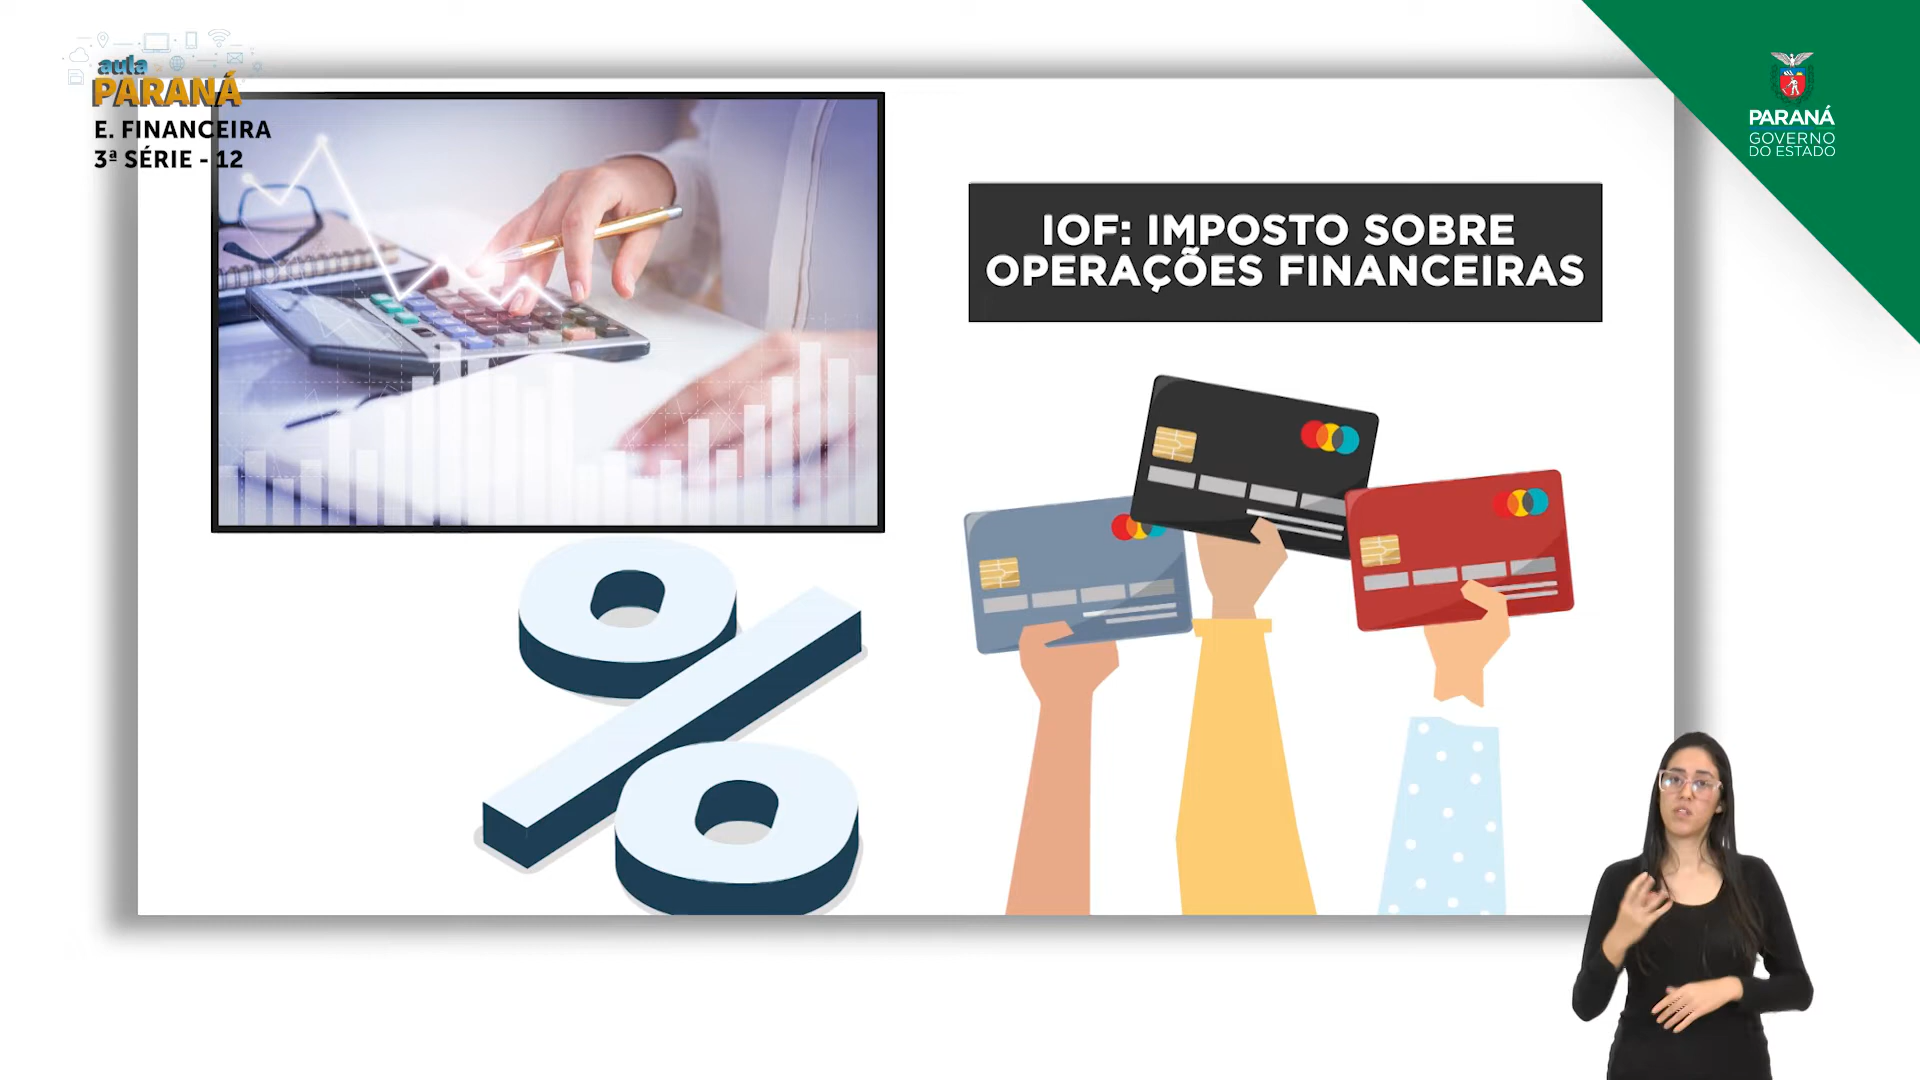 aula
PARANÁ
E. FINANCEIRA
3ª SÉRIE - 12
IOF: IMPOSTO SOBRE
OPERAÇÕES FINANCEIRAS
PARANÁ
GOVERNO
DO ESTADO